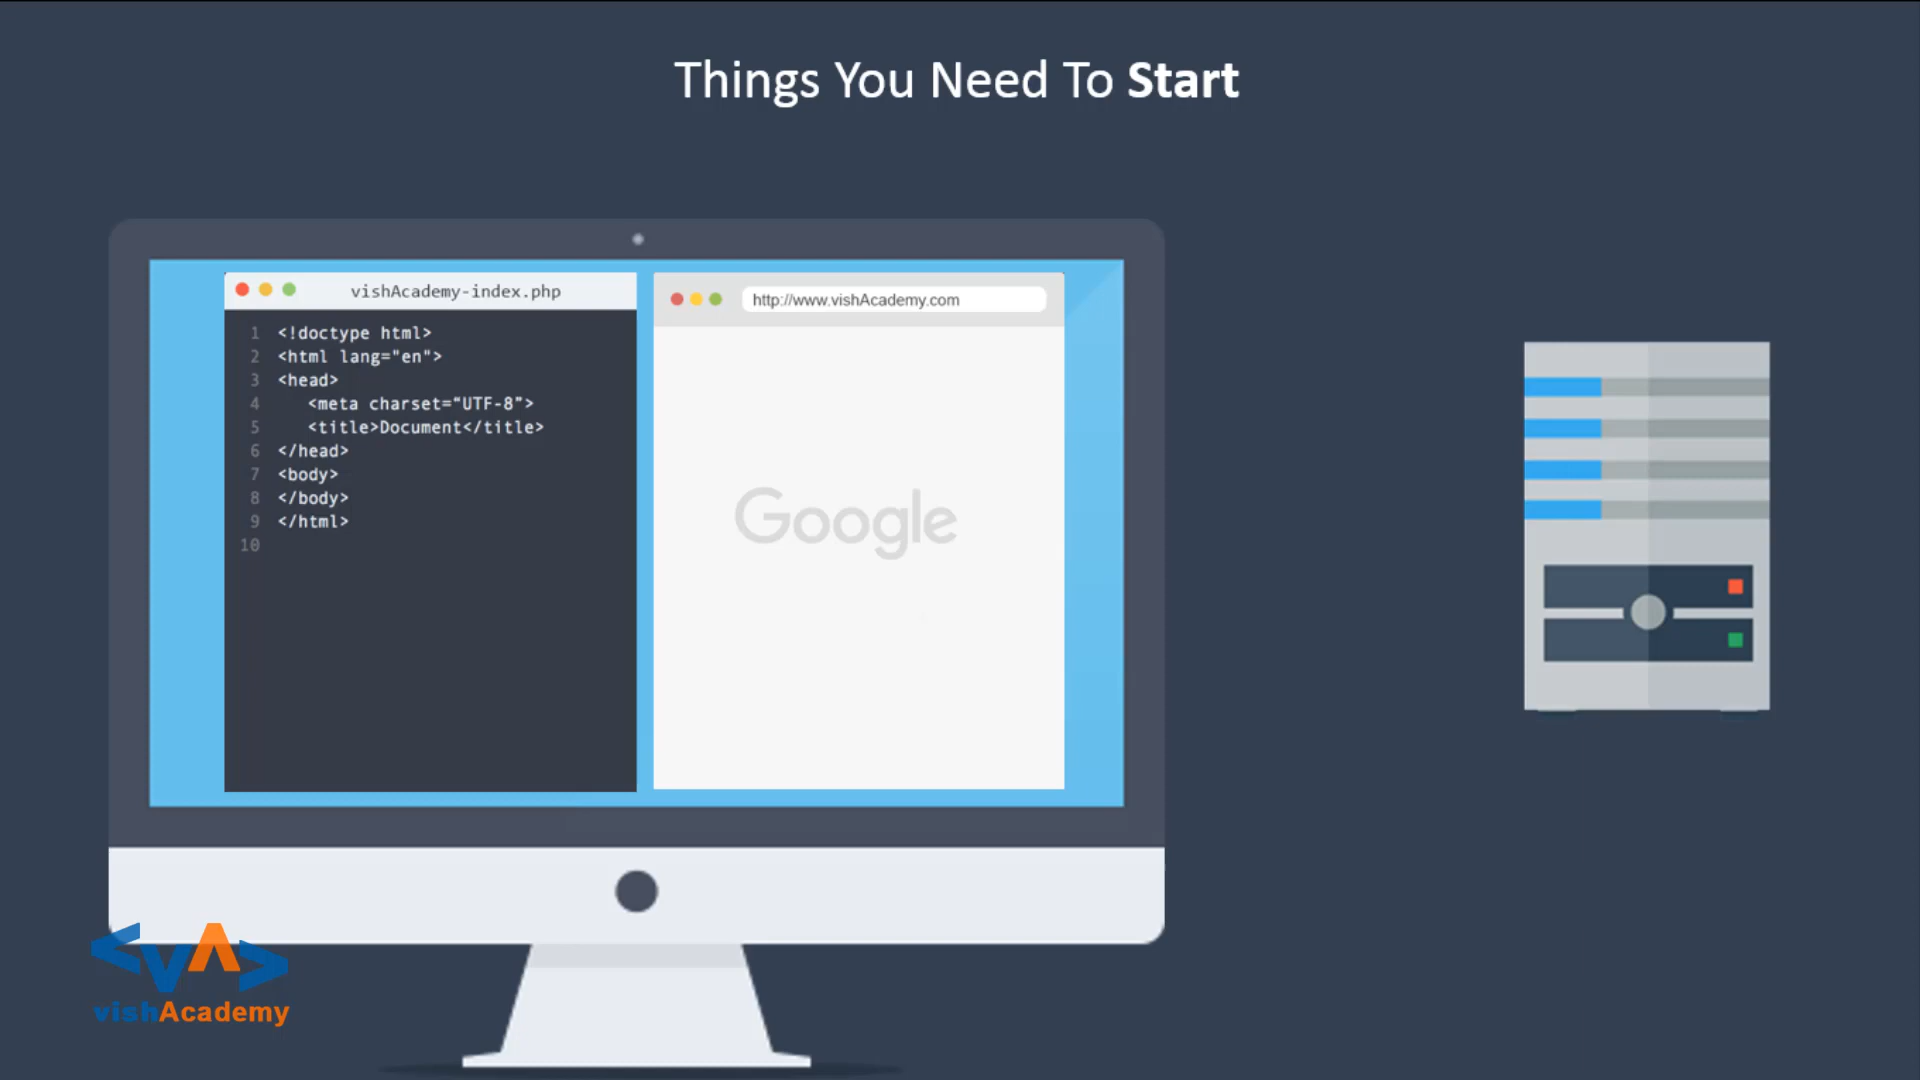 Things You Need To Start
vishAcademy-index.php
1 <!doctype html>
2 <html lang="en">
3 <head>
4 <meta charset=“UTF-8”>
5 <title>Document</title>
6 </head>
7 <body>
8 </body>
9 </html>
10
http://www.vishAcademy.com
Google
<VA>
vishAcademy